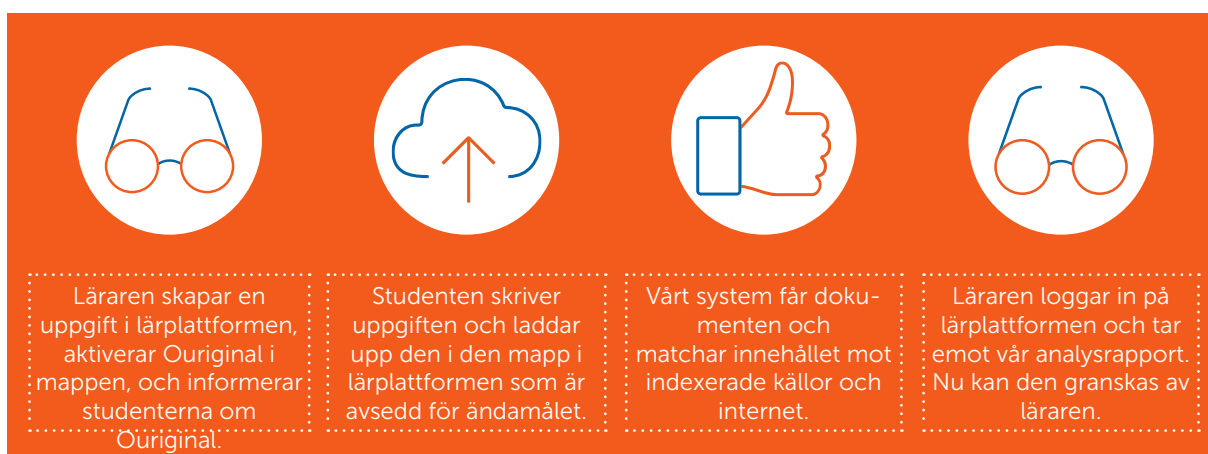 Läraren skapar en
uppgift i lärplattformen,
aktiverar Ouriginal i
mappen, och informerar
studenterna om
Ouriginal.
Studenten skriver
uppgiften och laddar
upp den i den mapp i
lärplattformen som är
avsedd för ändamålet.
Vårt system får doku-
menten och
matchar innehållet mot
indexerade källor och
internet.
Läraren loggar in på
lärplattformen och tar
emot vår analysrapport.
Nu kan den granskas av
läraren.